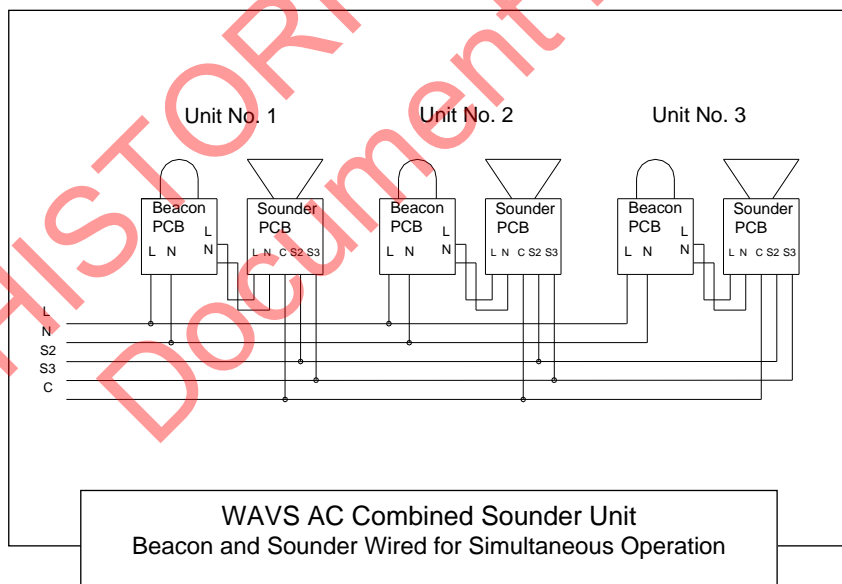 HISTORI
Document
Unit No. 1 Unit No. 2 Unit No. 3
Beacon PCB L N L N
Sounder PCB L N C S2 S3
Beacon PCB L N L N
Sounder PCB L N C S2 S3
Beacon PCB L N L N
Sounder PCB L N C S2 S3
L
N
S2
S3
C
WAVS AC Combined Sounder Unit
Beacon and Sounder Wired for Simultaneous Operation